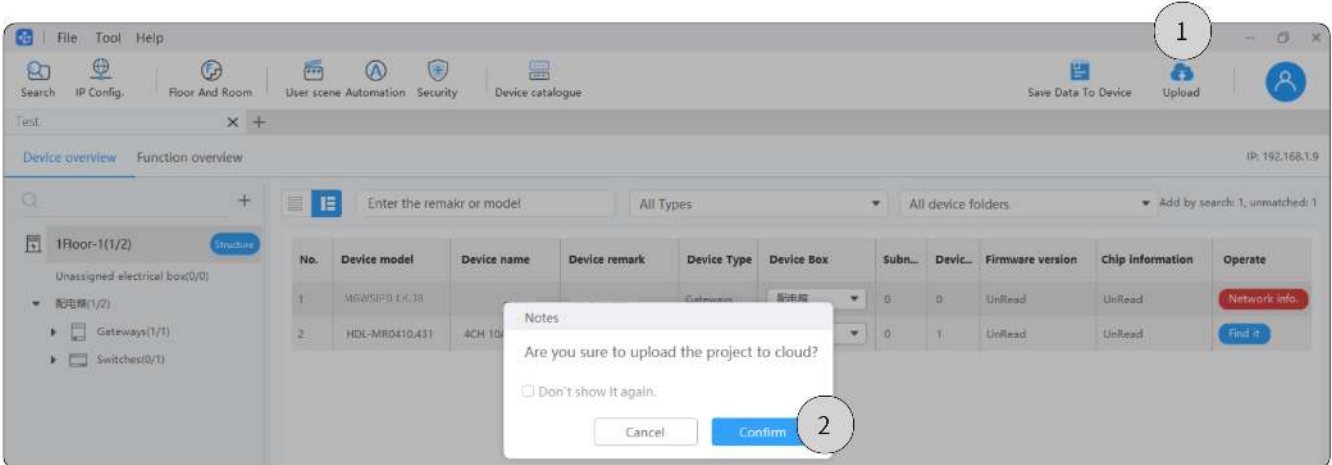 1
File Tool Help
Search IP Config. Floor And Room User scene Automation Security Device catalogue Save Data To Device Upload
Test
Device overview Function overview IP: 192.168.1.9
Enter the remakr or model All Types All device folders Add by search: 1, unmatched: 1
1Floor-1(1/2) Structure
Unassigned electrical box(0/0)
配电箱(1/2)
Gateways(1/1)
Switches(0/1)
No. Device model Device name Device remark Device Type Device Box Subn... Devic... Firmware version Chip information Operate
1 Gateways 配电箱 0 0 UnRead UnRead Network info.
2 HDL-MR0410.431 4CH 10A 0 1 UnRead UnRead Find it
Notes
Are you sure to upload the project to cloud?
Don't show it again.
Cancel Confirm 2